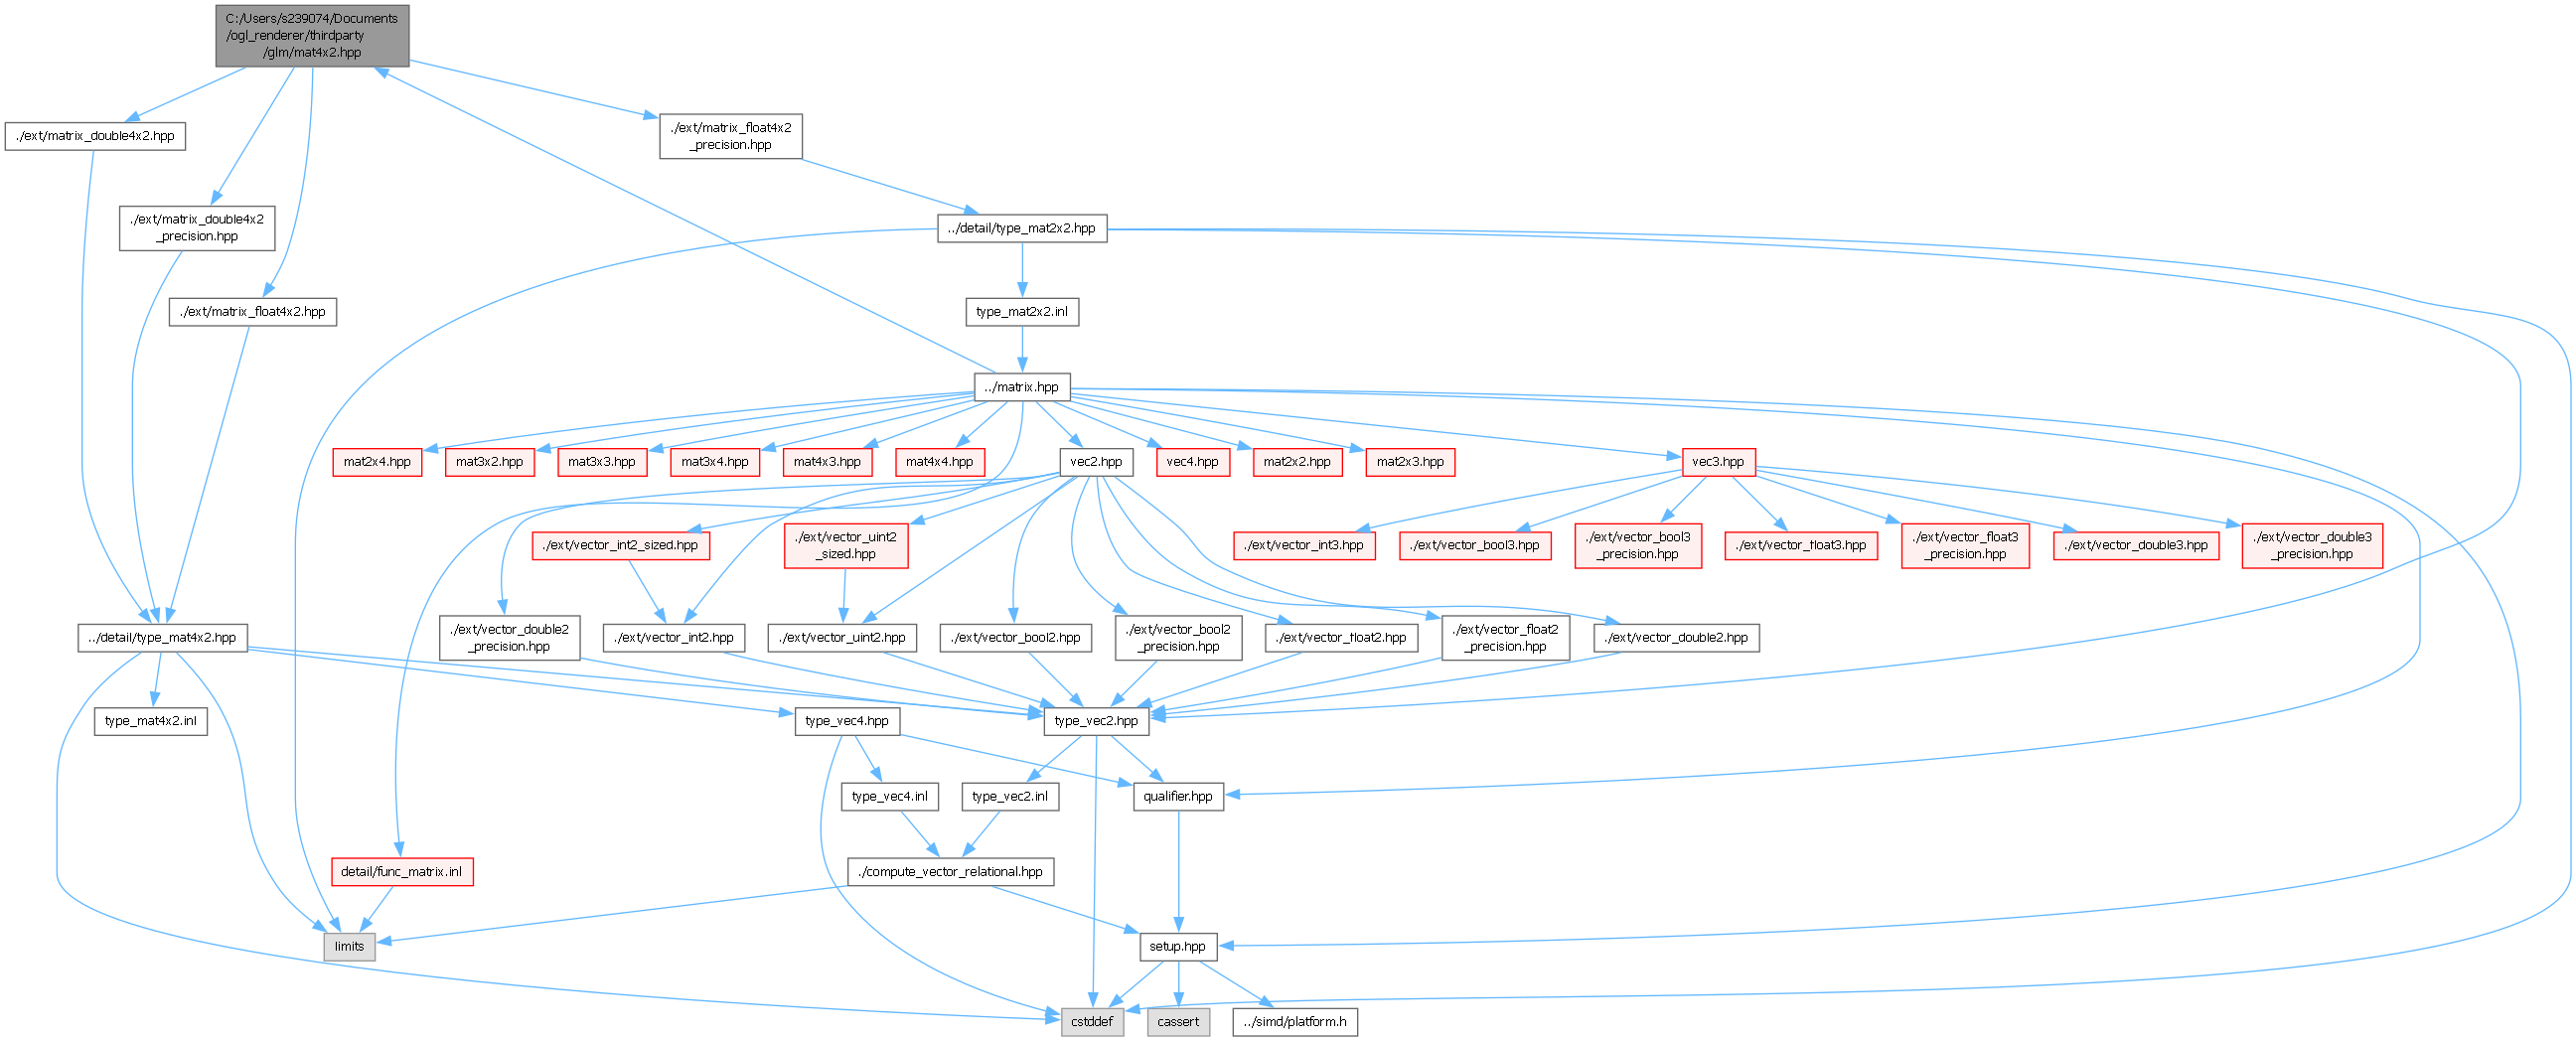 C:/Users/s239074/Documents
/ogl_renderer/thirdparty
/glm/mat4x2.hpp
./ext/matrix_double4x2.hpp
./ext/matrix_float4x2
_precision.hpp
./ext/matrix_double4x2
_precision.hpp
../detail/type_mat2x2.hpp
./ext/matrix_float4x2.hpp
type_mat2x2.inl
../matrix.hpp
mat2x4.hpp
mat3x2.hpp
mat3x3.hpp
mat3x4.hpp
mat4x3.hpp
mat4x4.hpp
vec2.hpp
vec4.hpp
mat2x2.hpp
mat2x3.hpp
vec3.hpp
./ext/vector_int2_sized.hpp
./ext/vector_uint2
_sized.hpp
./ext/vector_int3.hpp
./ext/vector_bool3.hpp
./ext/vector_bool3
_precision.hpp
./ext/vector_float3.hpp
./ext/vector_float3
_precision.hpp
./ext/vector_double3.hpp
./ext/vector_double3
_precision.hpp
../detail/type_mat4x2.hpp
./ext/vector_double2
_precision.hpp
./ext/vector_int2.hpp
./ext/vector_uint2.hpp
./ext/vector_bool2.hpp
./ext/vector_bool2
_precision.hpp
./ext/vector_float2.hpp
./ext/vector_float2
_precision.hpp
./ext/vector_double2.hpp
type_mat4x2.inl
type_vec4.hpp
type_vec2.hpp
type_vec4.inl
type_vec2.inl
qualifier.hpp
detail/func_matrix.inl
./compute_vector_relational.hpp
limits
setup.hpp
cstddef
cassert
../simd/platform.h